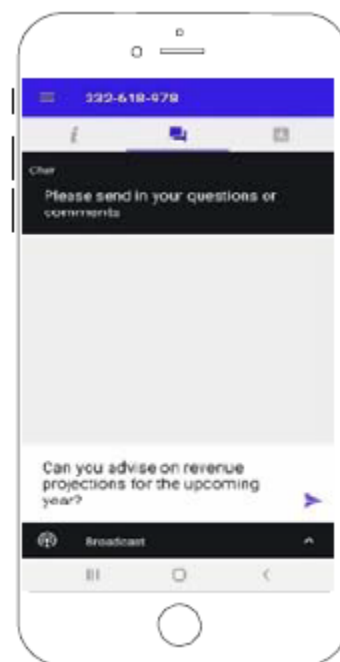 332-618-978
i
Chat
Please send in your questions or
comments
Can you advise on revenue
projections for the upcoming
year?
Broadcast